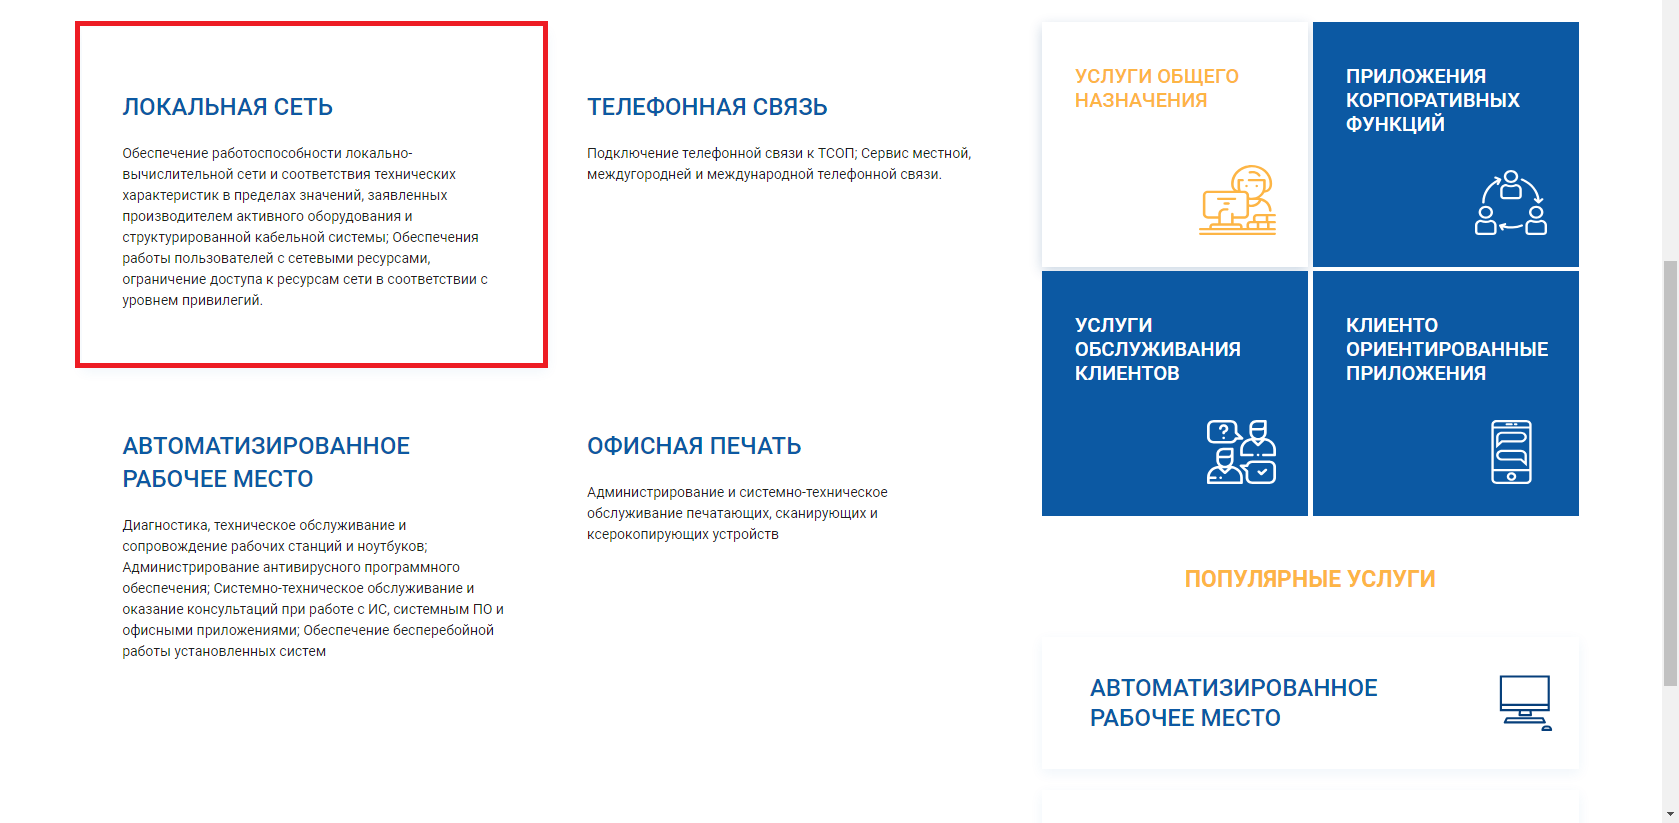 ЛОКАЛЬНАЯ СЕТЬ
Обеспечение работоспособности локально-
вычислительной сети и соответствия технических
характеристик в пределах значений, заявленных
производителем активного оборудования и
структурированной кабельной системы; Обеспечения
работы пользователей с сетевыми ресурсами,
ограничение доступа к ресурсам сети в соответствии с
уровнем привилегий.
ТЕЛЕФОННАЯ СВЯЗЬ
Подключение телефонной связи к ТСОП; Сервис местной,
междугородней и международной телефонной связи.
АВТОМАТИЗИРОВАННОЕ
РАБОЧЕЕ МЕСТО
Диагностика, техническое обслуживание и
сопровождение рабочих станций и ноутбуков;
Администрирование антивирусного программного
обеспечения; Системно-техническое обслуживание и
оказание консультаций при работе с ИС, системным ПО и
офисными приложениями; Обеспечение бесперебойной
работы установленных систем
ОФИСНАЯ ПЕЧАТЬ
Администрирование и системно-техническое
обслуживание печатающих, сканирующих и
ксерокопирующих устройств
УСЛУГИ ОБЩЕГО
НАЗНАЧЕНИЯ
ПРИЛОЖЕНИЯ
КОРПОРАТИВНЫХ
ФУНКЦИЙ
УСЛУГИ
ОБСЛУЖИВАНИЯ
КЛИЕНТОВ
КЛИЕНТО
ОРИЕНТИРОВАННЫЕ
ПРИЛОЖЕНИЯ
ПОПУЛЯРНЫЕ УСЛУГИ
АВТОМАТИЗИРОВАННОЕ
РАБОЧЕЕ МЕСТО